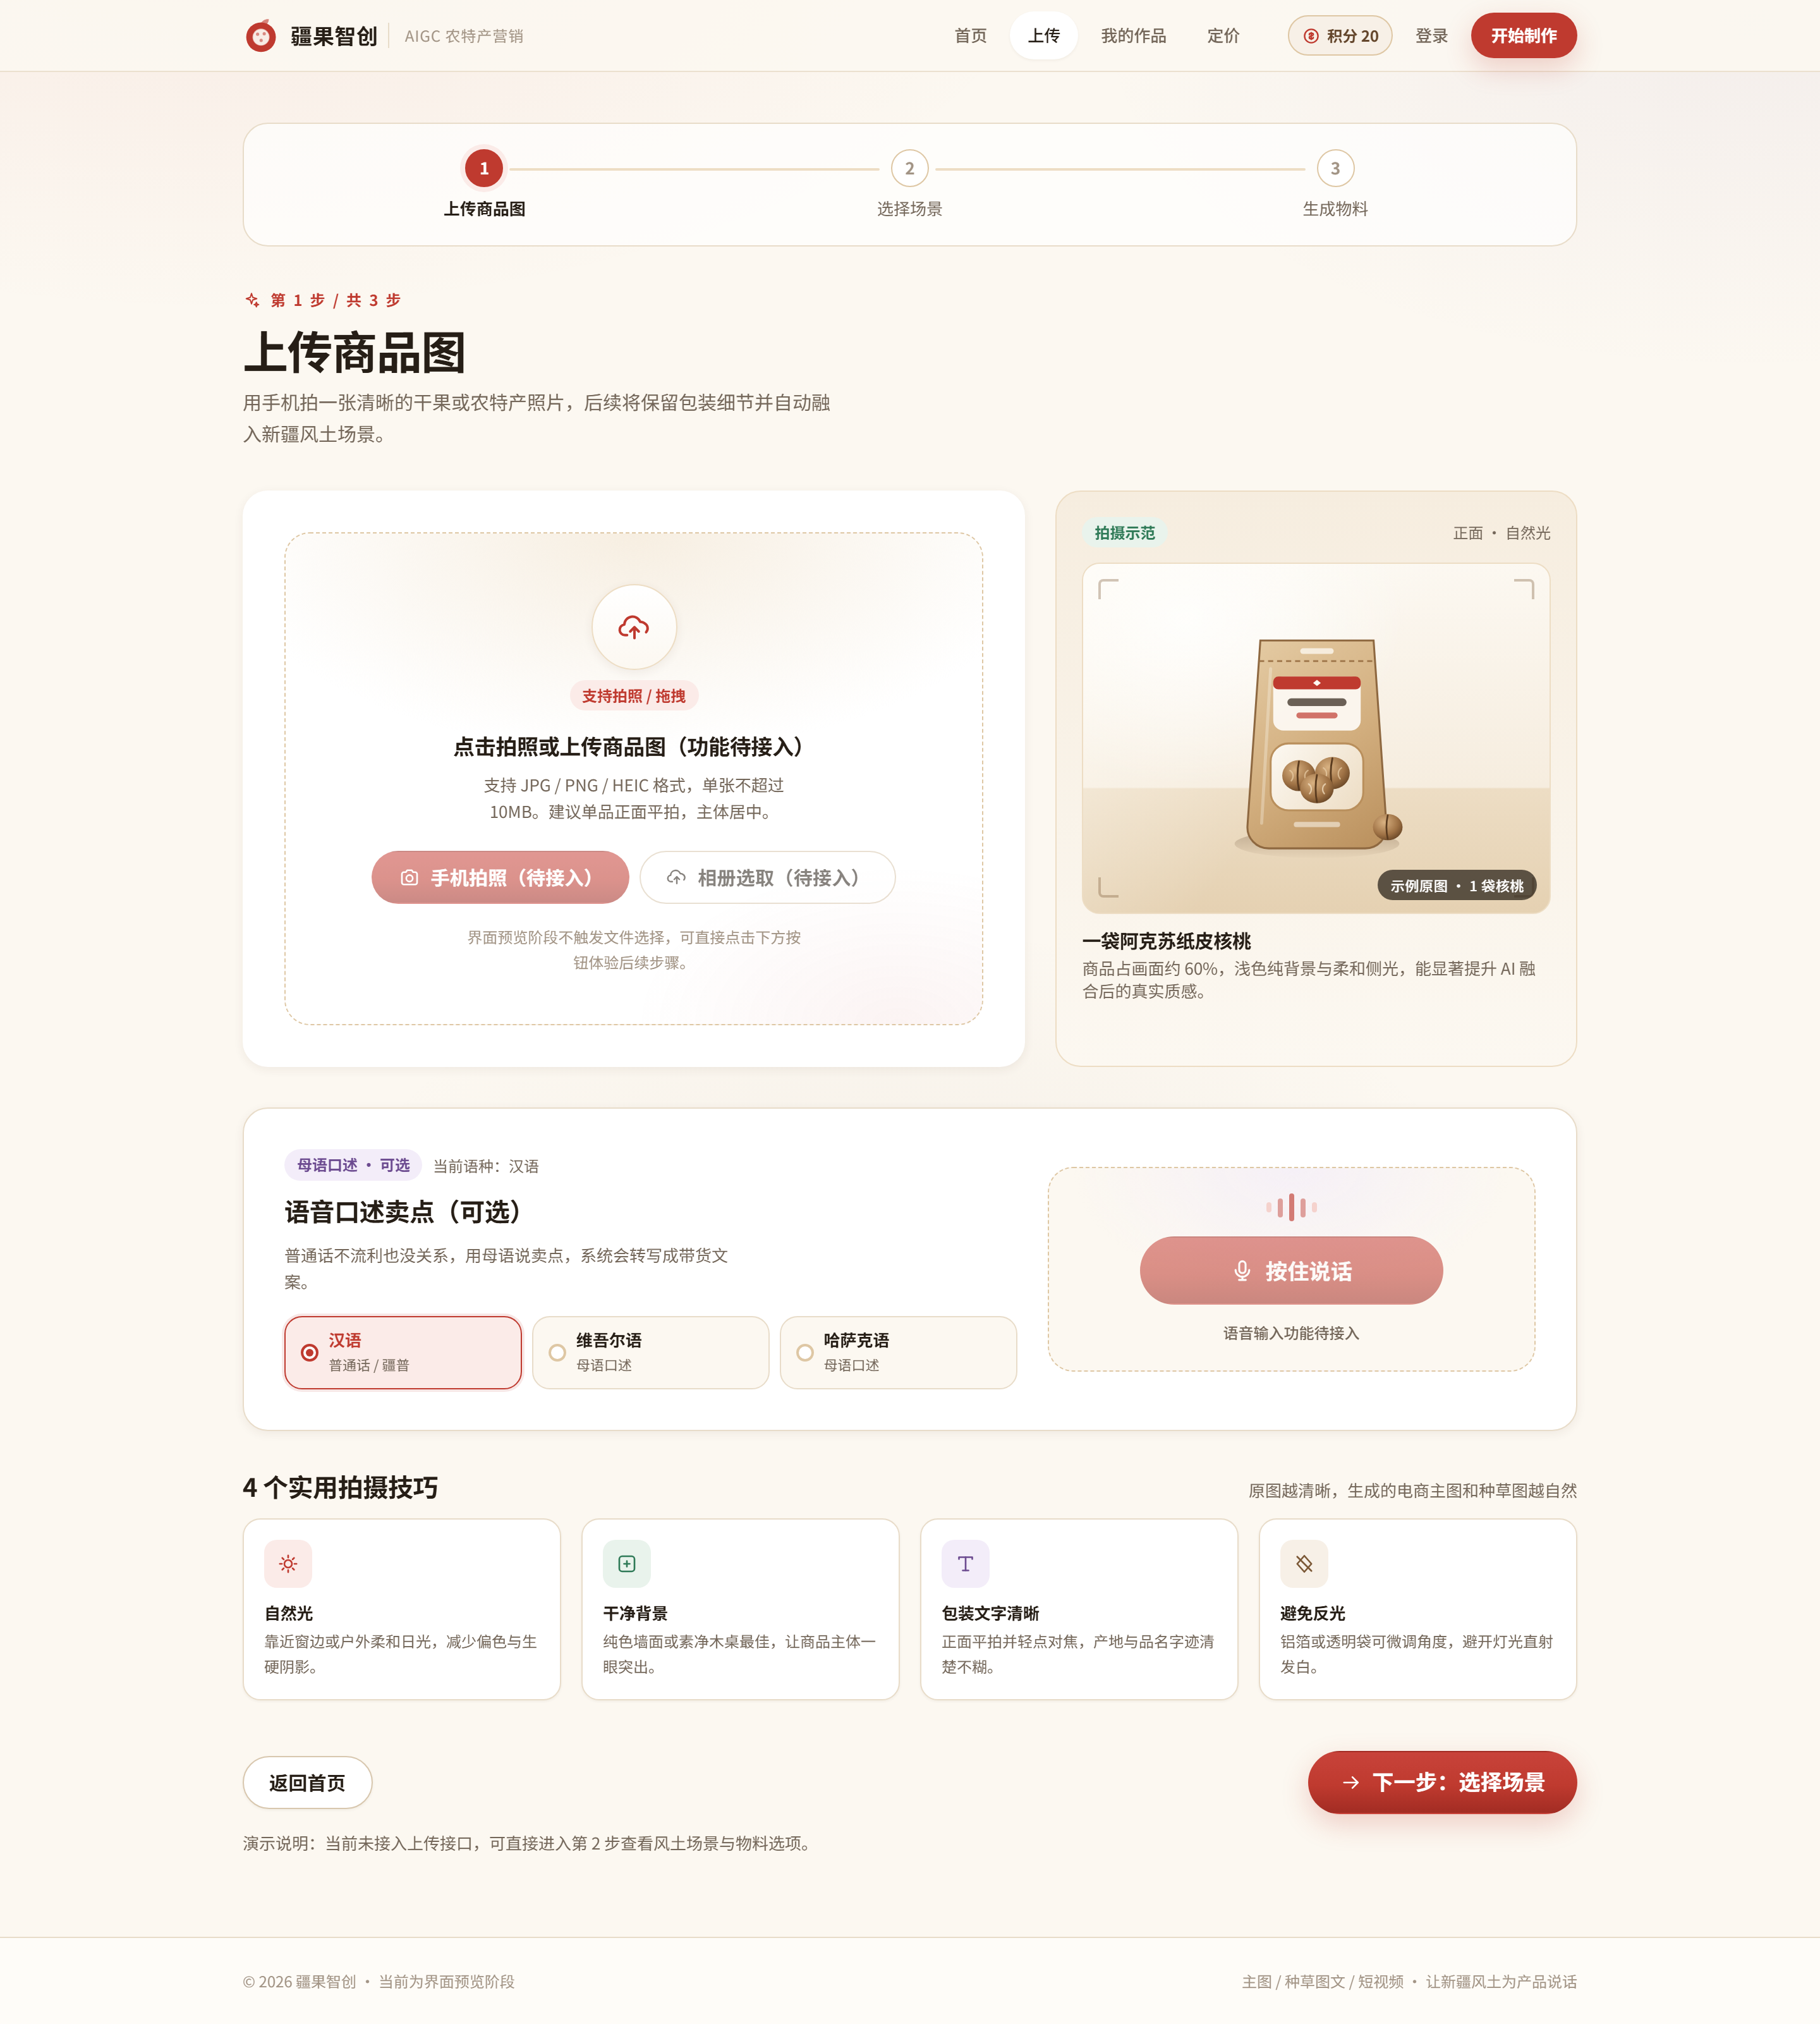 疆果智创
AIGC 农特产营销
首页
上传
我的作品
定价
积分 20
登录
开始制作
1
2
3
上传商品图
选择场景
生成物料
第 1 步 / 共 3 步
上传商品图
用手机拍一张清晰的干果或农特产照片，后续将保留包装细节并自动融
入新疆风土场景。
支持拍照 / 拖拽
点击拍照或上传商品图（功能待接入）
支持 JPG / PNG / HEIC 格式，单张不超过
10MB。建议单品正面平拍，主体居中。
手机拍照（待接入）
相册选取（待接入）
界面预览阶段不触发文件选择，可直接点击下方按
钮体验后续步骤。
拍摄示范
正面 · 自然光
示例原图 · 1 袋核桃
一袋阿克苏纸皮核桃
商品占画面约 60%，浅色纯背景与柔和侧光，能显著提升 AI 融
合后的真实质感。
母语口述 · 可选
当前语种：汉语
语音口述卖点（可选）
普通话不流利也没关系，用母语说卖点，系统会转写成带货文
案。
汉语
普通话 / 疆普
维吾尔语
母语口述
哈萨克语
母语口述
按住说话
语音输入功能待接入
4 个实用拍摄技巧
原图越清晰，生成的电商主图和种草图越自然
自然光
靠近窗边或户外柔和日光，减少偏色与生
硬阴影。
干净背景
纯色墙面或素净木桌最佳，让商品主体一
眼突出。
包装文字清晰
正面平拍并轻点对焦，产地与品名字迹清
楚不糊。
避免反光
铝箔或透明袋可微调角度，避开灯光直射
发白。
返回首页
下一步：选择场景
演示说明：当前未接入上传接口，可直接进入第 2 步查看风土场景与物料选项。
© 2026 疆果智创 · 当前为界面预览阶段
主图 / 种草图文 / 短视频 · 让新疆风土为产品说话